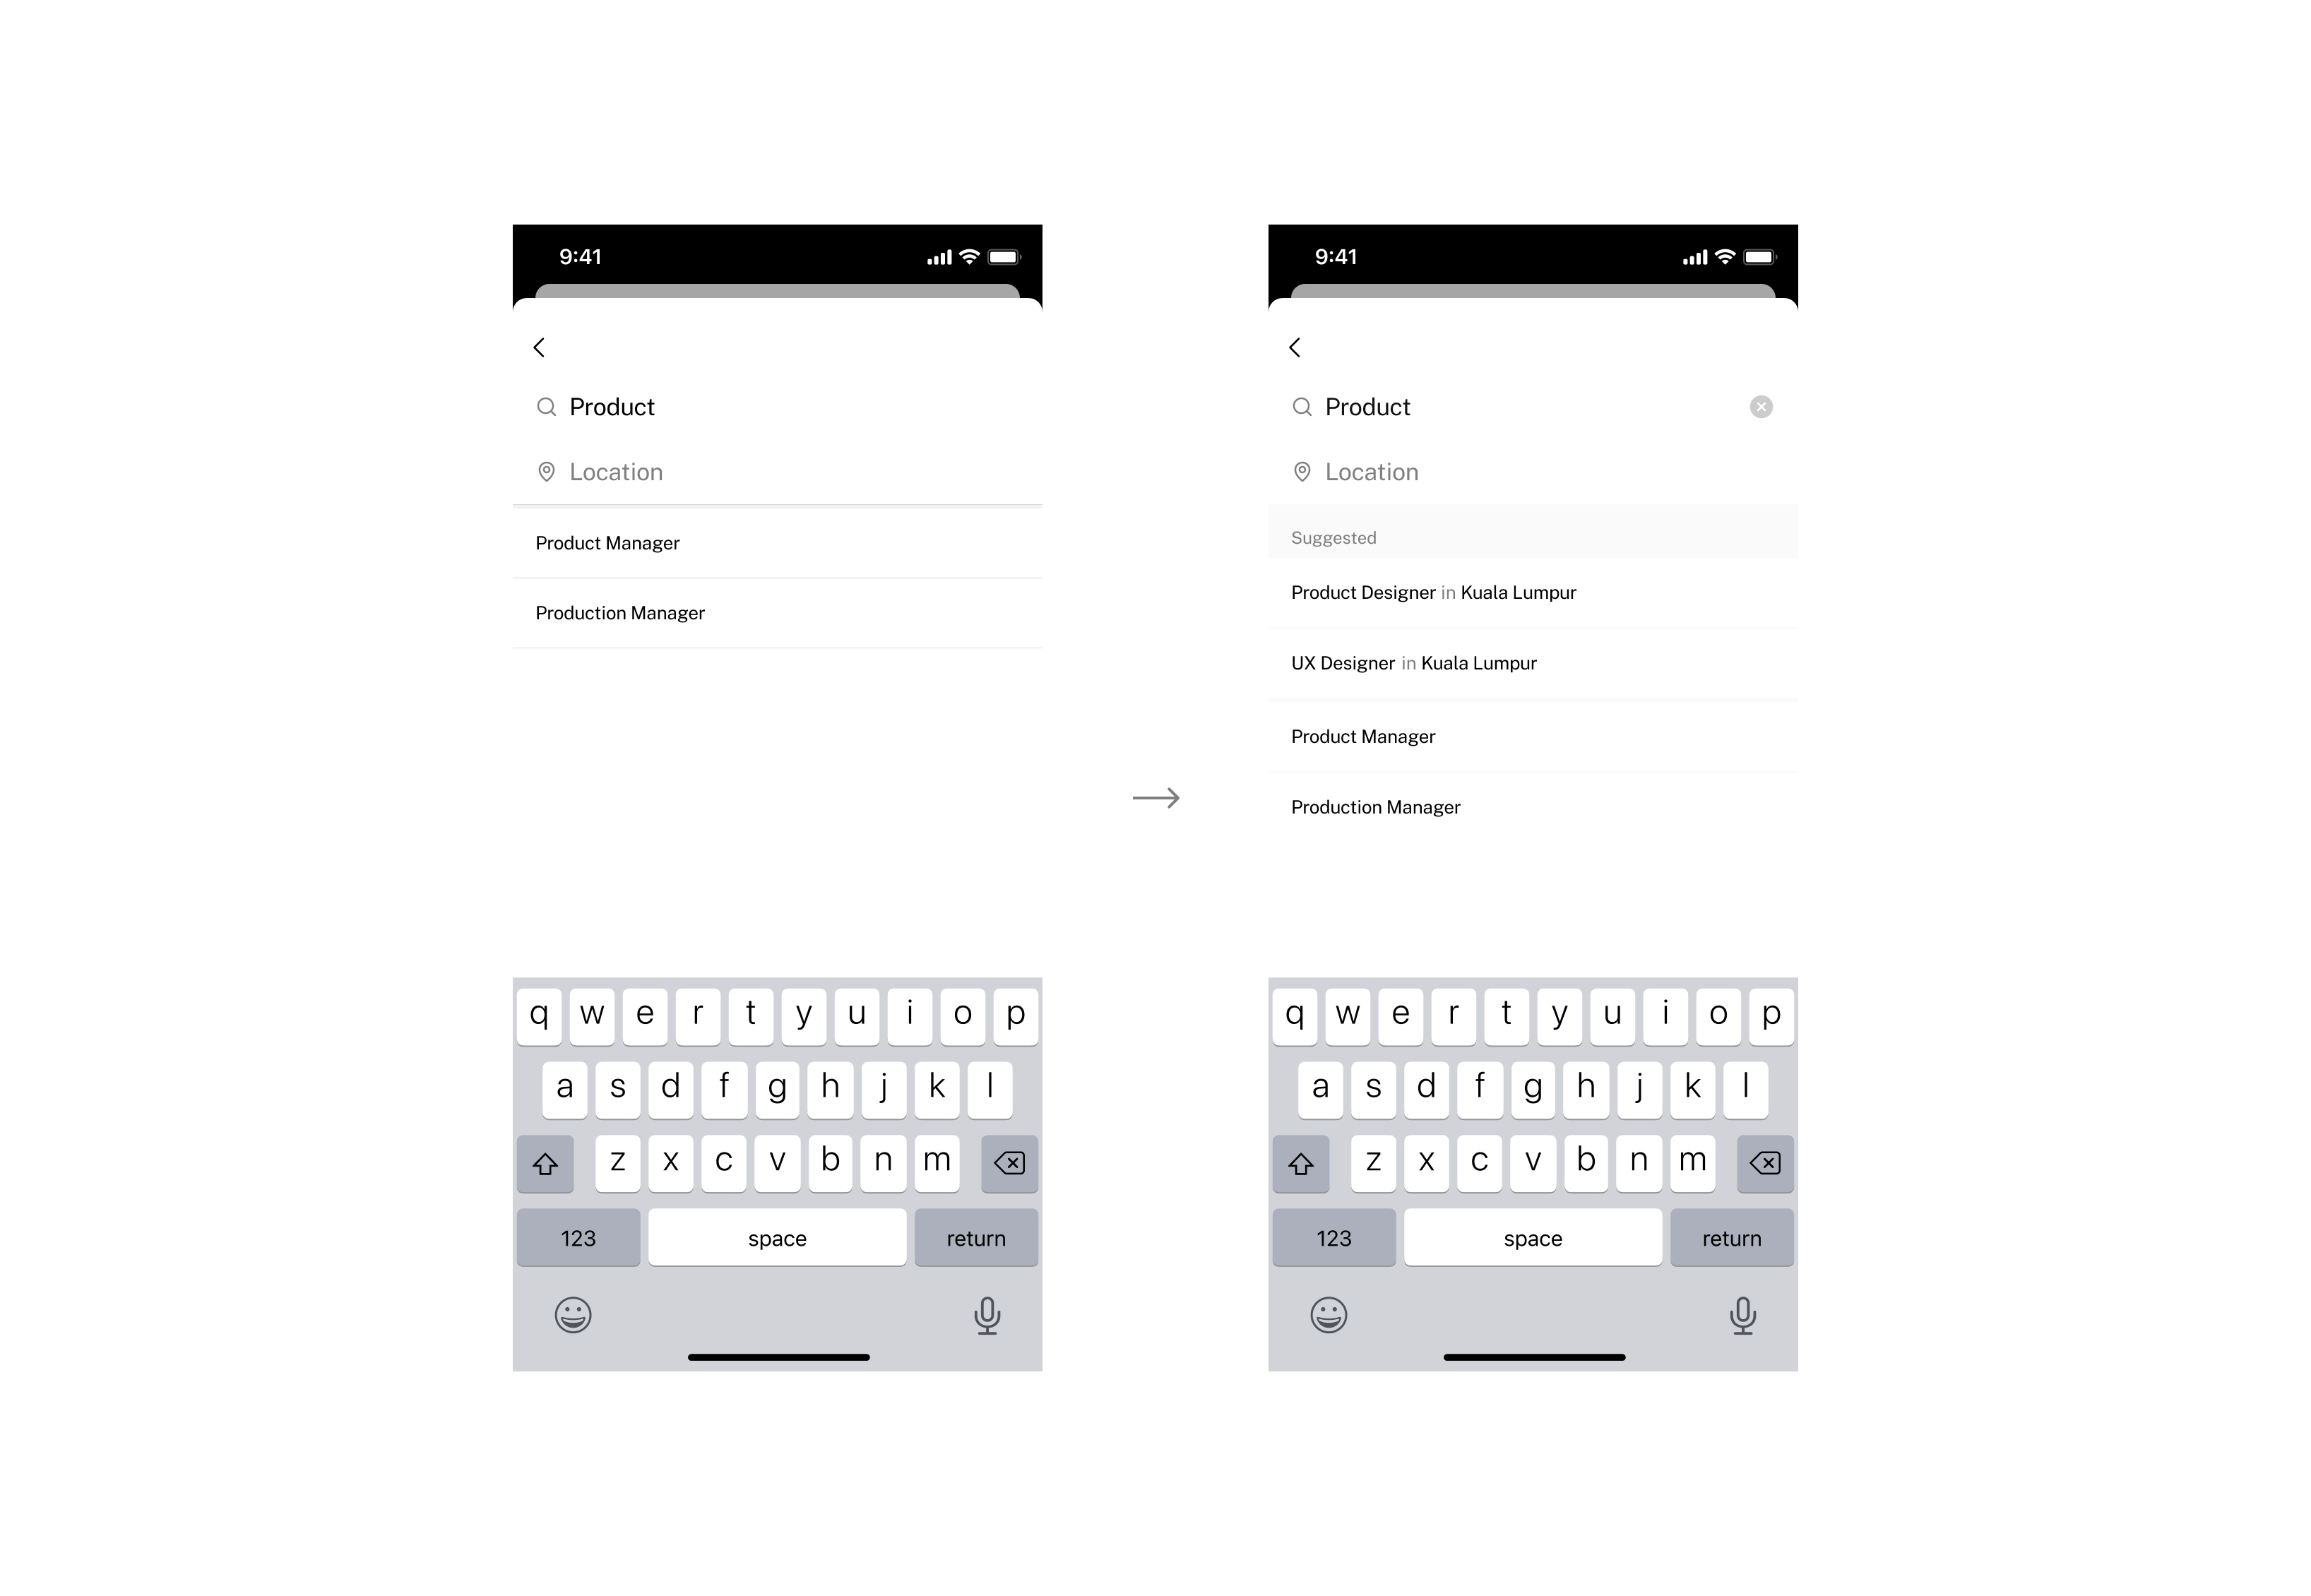 9:41
Product
Location
Product Manager
Production Manager
q w e r t y u i o p
a s d f g h j k l
z x c v b n m
123 space return
9:41
Product
Location
Suggested
Product Designer in Kuala Lumpur
UX Designer in Kuala Lumpur
Product Manager
Production Manager
q w e r t y u i o p
a s d f g h j k l
z x c v b n m
123 space return